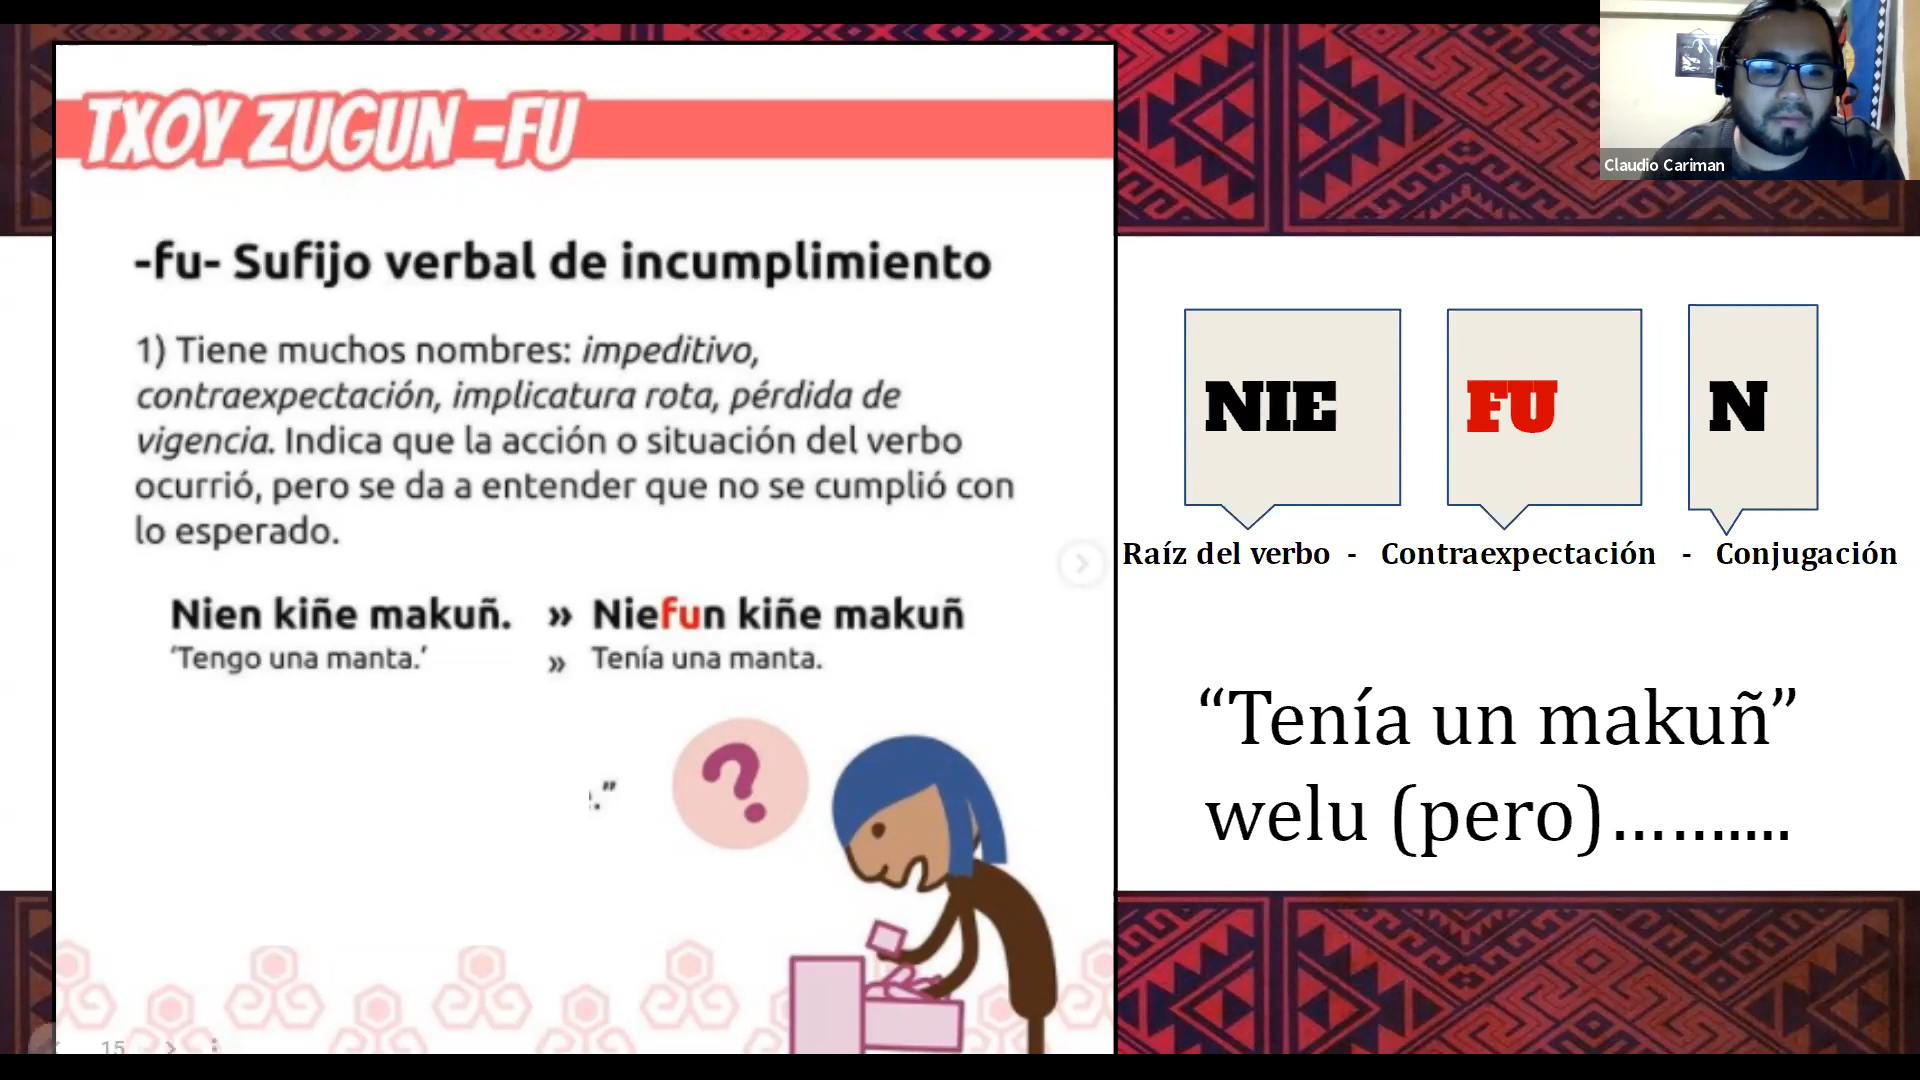 TXOY ZUGUN -FU
-fu- Sufijo verbal de incumplimiento
1) Tiene muchos nombres: impeditivo,
contraexpectación, implicatura rota, pérdida de
vigencia. Indica que la acción o situación del verbo
ocurrió, pero se da a entender que no se cumplió con
lo esperado.
Nien kiñe makuñ. » Niefun kiñe makuñ
‘Tengo una manta.’ » Tenía una manta.
?
15
Claudio Cariman
NIE FU N
Raíz del verbo - Contraexpectación - Conjugación
“Tenía un makuñ”
welu (pero)..........